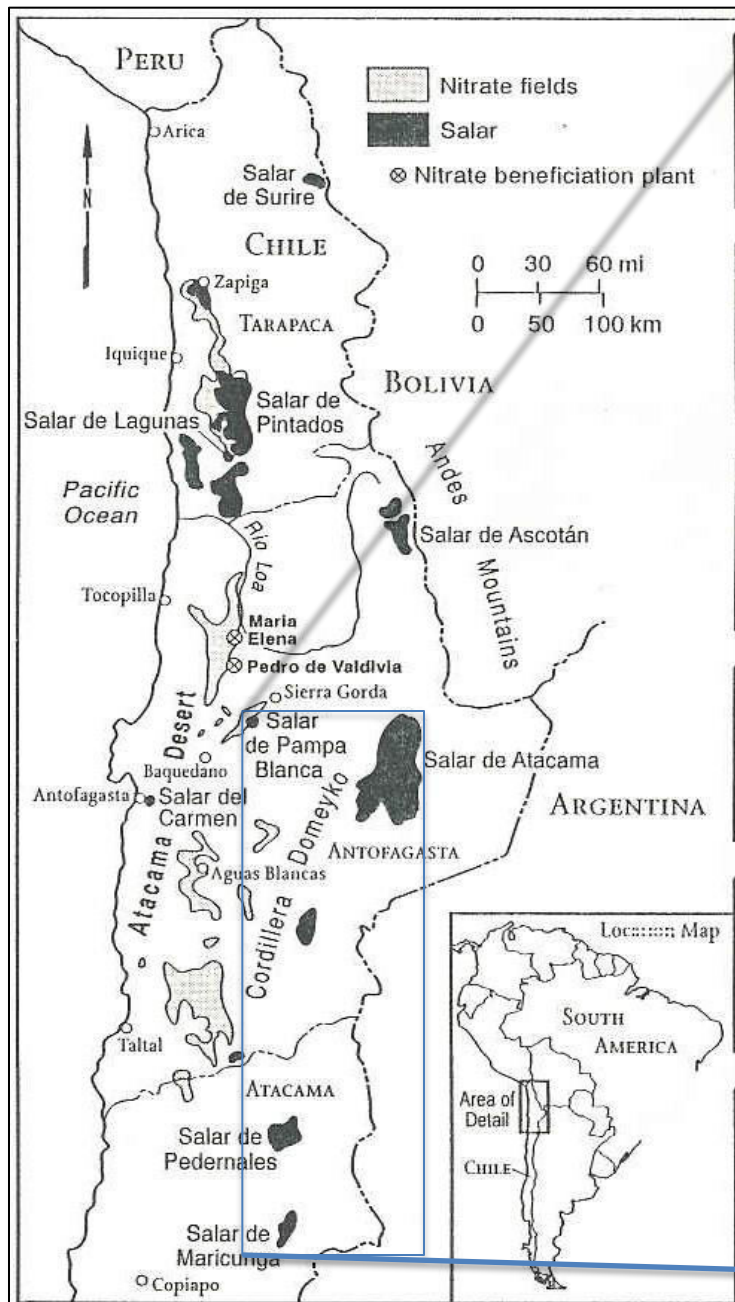 PERU
Nitrate fields
Salar
Nitrate beneficiation plant
Arica
N
Salar
de Surire
CHILE
0 30 60 mi
0 50 100 km
Zapiga
TARAPACA
Iquique
BOLIVIA
Salar de Lagunas
Salar de
Pintados
Pacific
Ocean
Andes
Mountains
Salar de Ascotán
Rio Loa
Tocopilla
Maria
Elena
Pedro de Valdivia
Sierra Gorda
Salar
de Pampa
Blanca
Baquedano
Salar de Atacama
Antofagasta
Salar del
Carmen
ARGENTINA
ANTOFAGASTA
Atacama Desert
Cordillera Domeyko
Aguas Blancas
Taltal
ATACAMA
Salar de
Pedernales
Salar de
Maricunga
Copiapo
Map
SOUTH
AMERICA
Area of
Detail
CHILE